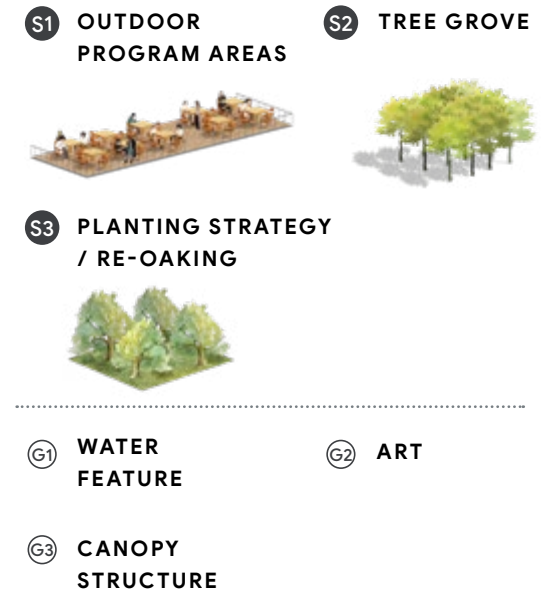 S1 OUTDOOR
PROGRAM AREAS
S2 TREE GROVE
S3 PLANTING STRATEGY
/ RE-OAKING
G1 WATER
FEATURE
G2 ART
G3 CANOPY
STRUCTURE